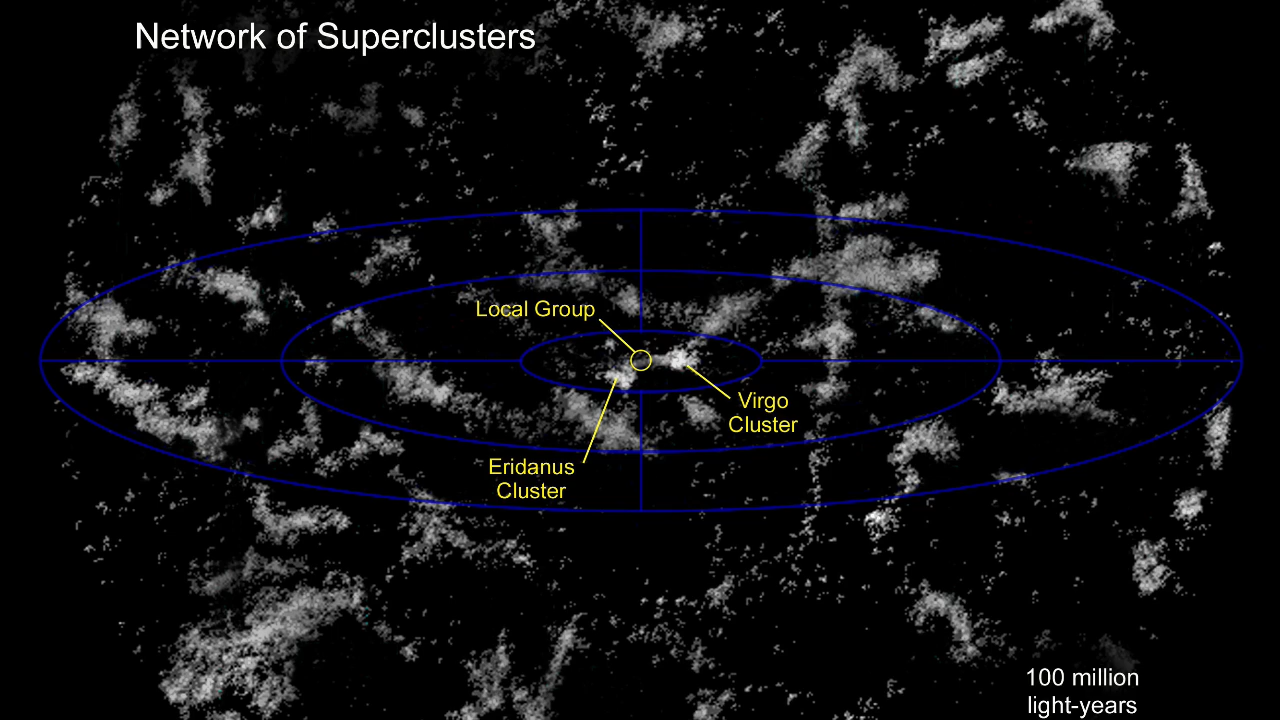 Network of Superclusters
Local Group
Virgo
Cluster
Eridanus
Cluster
100 million
light-years